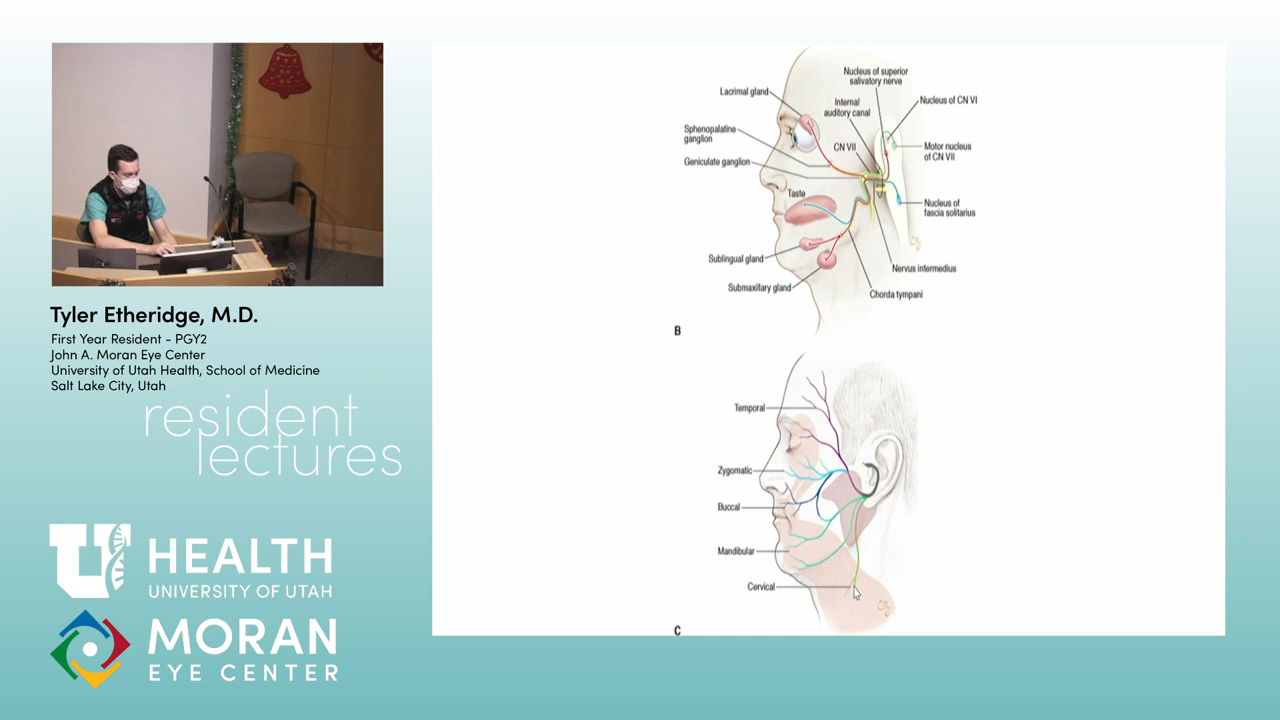 Tyler Etheridge, M.D.
First Year Resident - PGY2
John A. Moran Eye Center
University of Utah Health, School of Medicine
Salt Lake City, Utah
resident
lectures
U HEALTH
UNIVERSITY OF UTAH
MORAN
EYE CENTER
Nucleus of superior
salivatory nerve
Lacrimal gland
Internal
auditory canal
Nucleus of CN VI
Sphenopalatine
ganglion
CN VII
Motor nucleus
of CN VII
Geniculate ganglion
Taste
Nucleus of
fascia solitarius
Sublingual gland
Nervus intermedius
Submaxillary gland
Chorda tympani
B
Temporal
Zygomatic
Buccal
Mandibular
Cervical
C